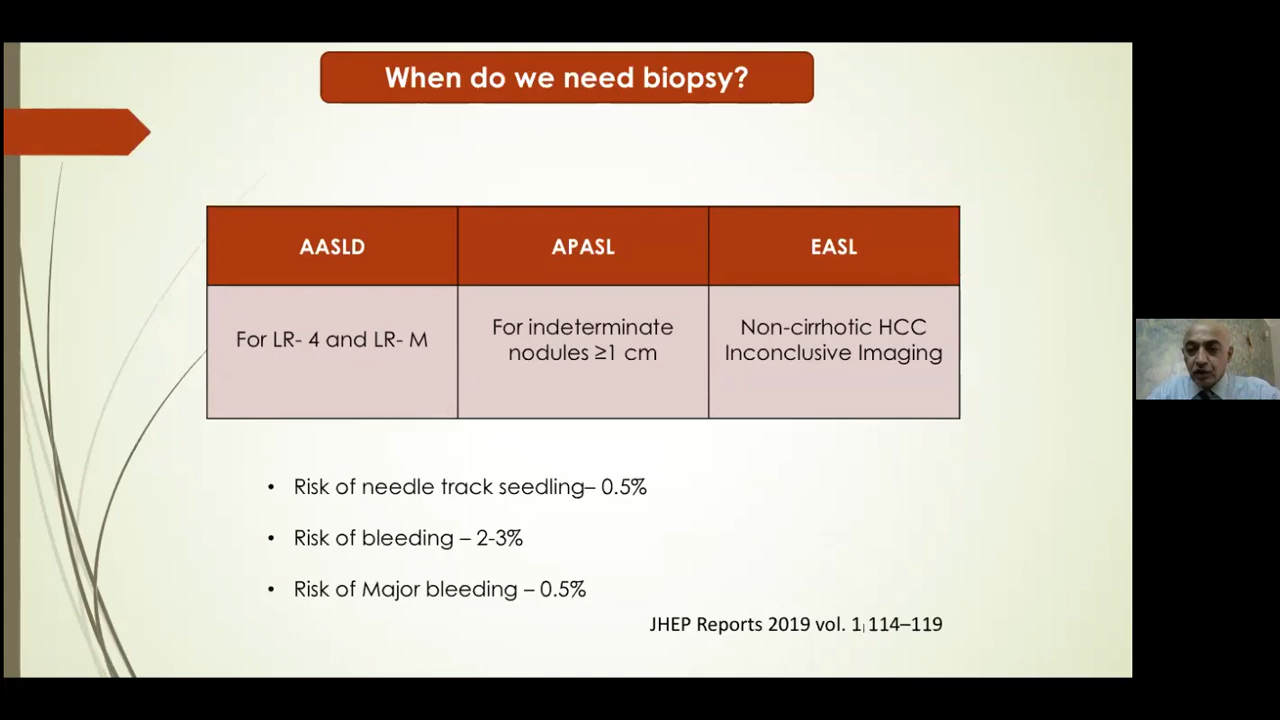 When do we need biopsy?
AASLD
APASL
EASL
For LR- 4 and LR- M
For indeterminate
nodules ≥1 cm
Non-cirrhotic HCC
Inconclusive Imaging
• Risk of needle track seedling– 0.5%
• Risk of bleeding – 2-3%
• Risk of Major bleeding – 0.5%
JHEP Reports 2019 vol. 1|114–119